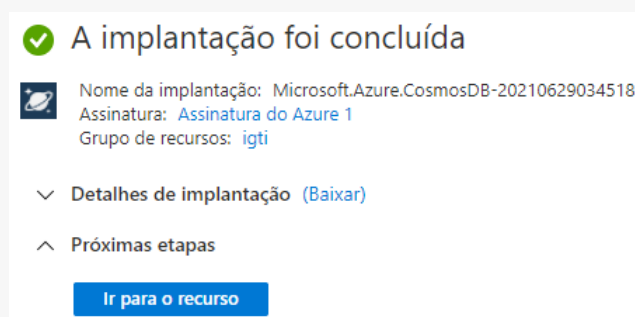 A implantação foi concluída
Nome da implantação: Microsoft.Azure.CosmosDB-20210629034518
Assinatura: Assinatura do Azure 1
Grupo de recursos: igti
Detalhes de implantação (Baixar)
Próximas etapas
Ir para o recurso